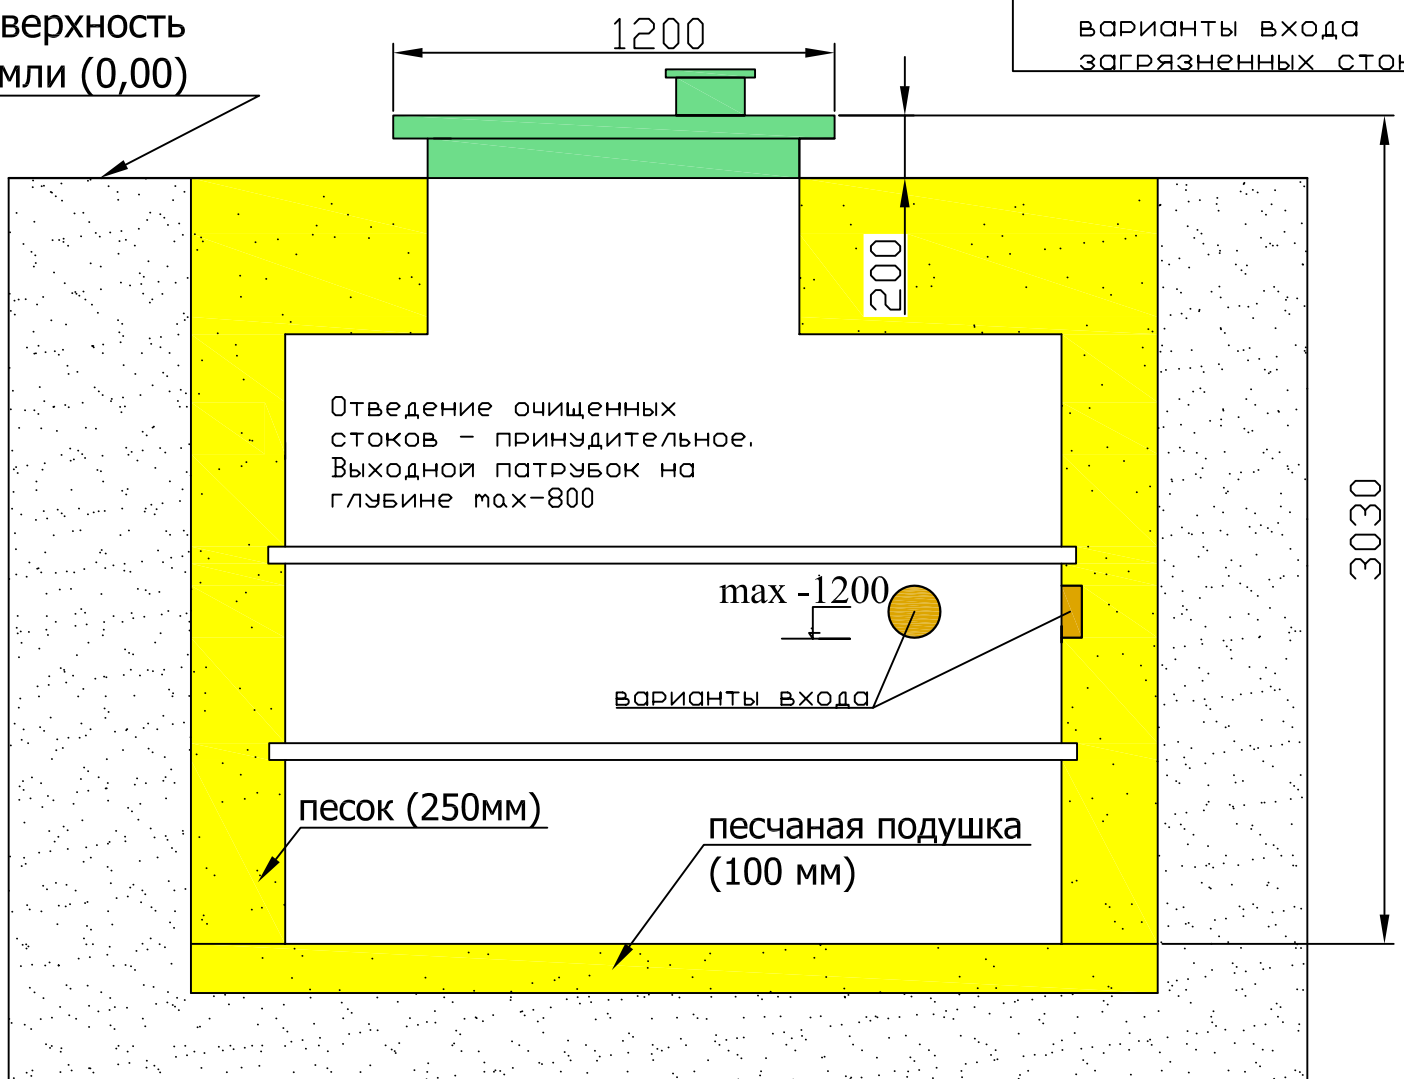 верхность
мли (0,00)
1200
варианты входа
загрязненных сток
200
Отведение очищенных
стоков - принудительное.
Выходной патрубок на
глубине max-800
3030
max -1200
варианты входа
песок (250мм)
песчаная подушка
(100 мм)